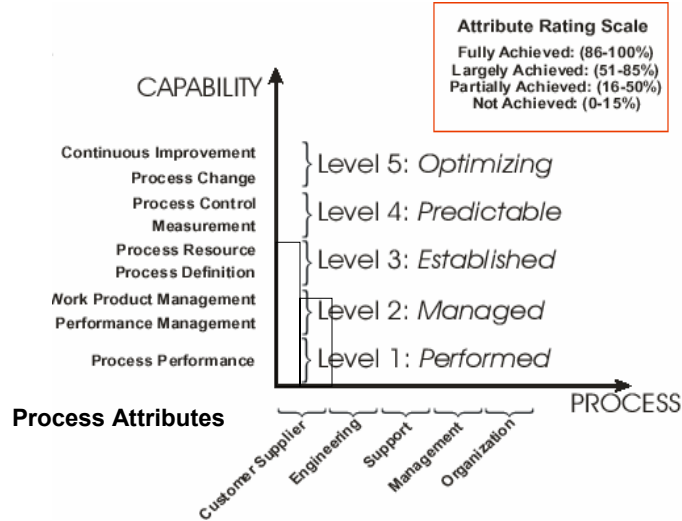 Attribute Rating Scale
Fully Achieved: (86-100%)
Largely Achieved: (51-85%)
Partially Achieved: (16-50%)
Not Achieved: (0-15%)
CAPABILITY
Continuous Improvement
Process Change
Level 5: Optimizing
Process Control
Measurement
Level 4: Predictable
Process Resource
Process Definition
Level 3: Established
Work Product Management
Performance Management
Level 2: Managed
Process Performance
Level 1: Performed
PROCESS
Process Attributes
Customer Supplier
Engineering
Support
Management
Organization